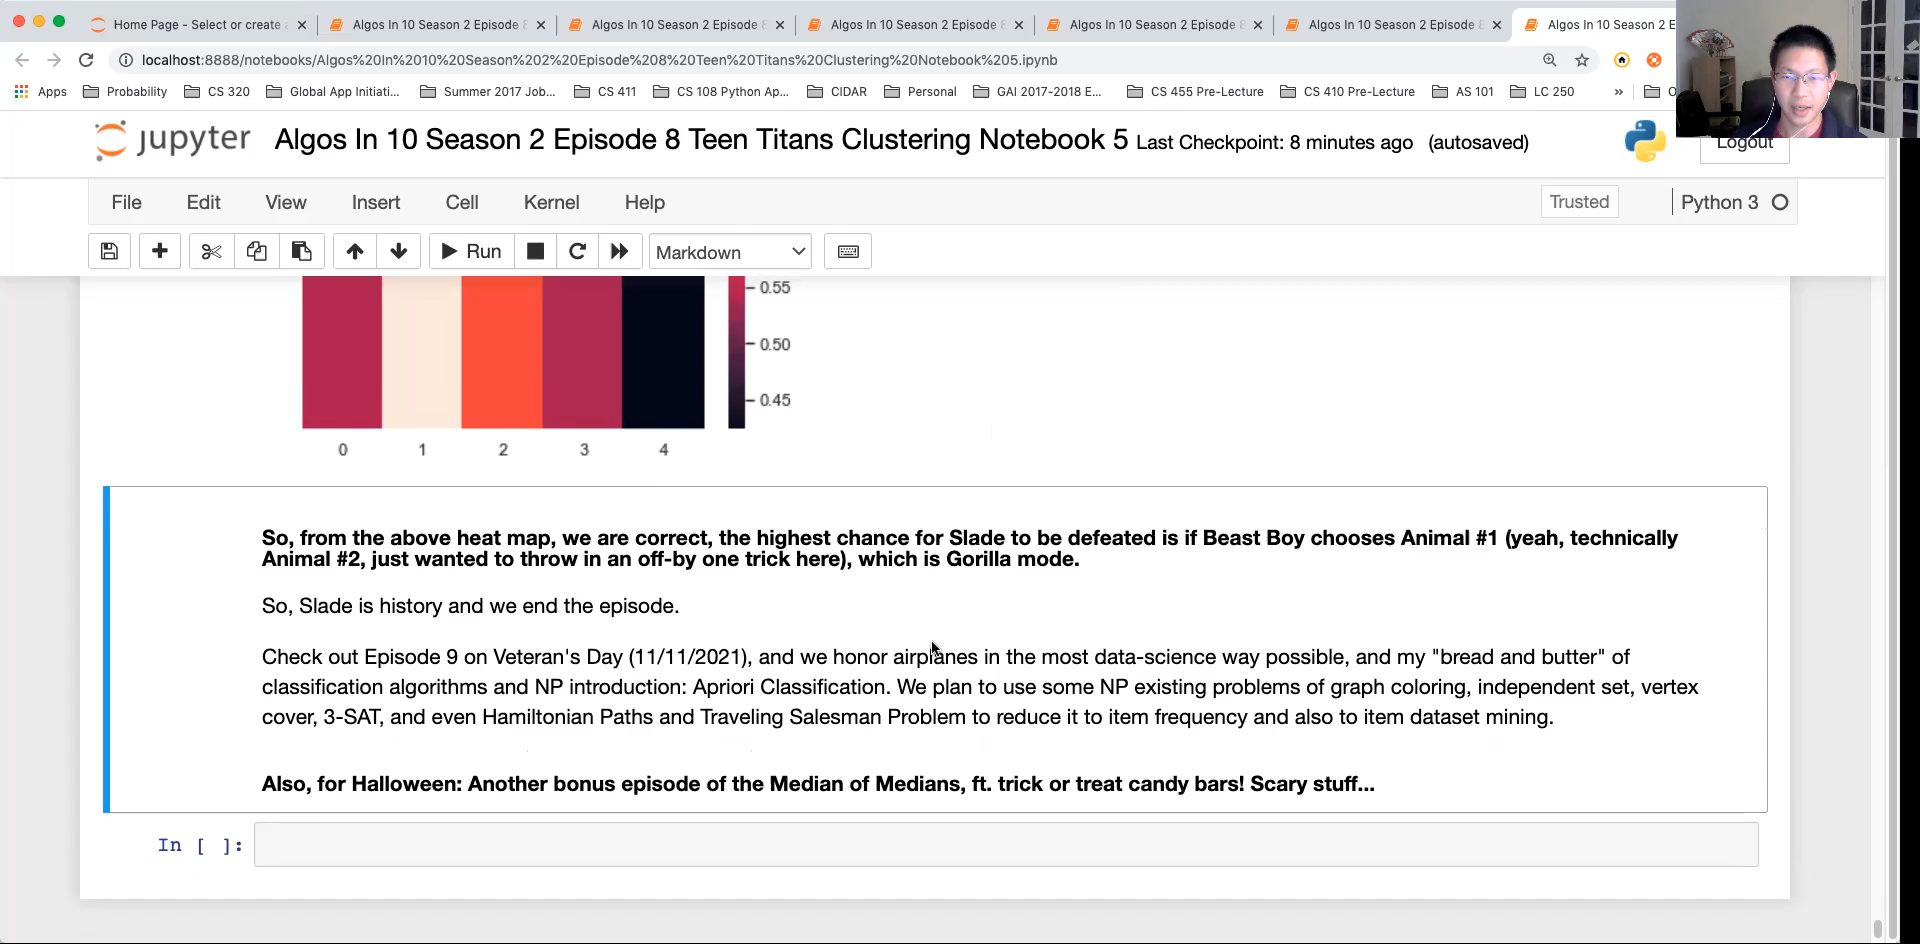 Home Page - Select or create
Algos In 10 Season 2 Episode
Algos In 10 Season 2 Episode
Algos In 10 Season 2 Episode
Algos In 10 Season 2 Episode
Algos In 10 Season 2 Episode
Algos In 10 Season 2 E
localhost:8888/notebooks/Algos%20In%2010%20Season%202%20Episode%208%20Teen%20Titans%20Clustering%20Notebook%205.ipynb
Apps Probability CS 320 Global App Initiati... Summer 2017 Job... CS 411 CS 108 Python Ap... CIDAR Personal GAI 2017-2018 E... CS 455 Pre-Lecture CS 410 Pre-Lecture AS 101 LC 250 » O
jupyter Algos In 10 Season 2 Episode 8 Teen Titans Clustering Notebook 5 Last Checkpoint: 8 minutes ago (autosaved) Logout
File Edit View Insert Cell Kernel Help Trusted Python 3
Run Markdown
0.55
0.50
0.45
0 1 2 3 4
So, from the above heat map, we are correct, the highest chance for Slade to be defeated is if Beast Boy chooses Animal #1 (yeah, technically
Animal #2, just wanted to throw in an off-by one trick here), which is Gorilla mode.
So, Slade is history and we end the episode.
Check out Episode 9 on Veteran's Day (11/11/2021), and we honor airplanes in the most data-science way possible, and my "bread and butter" of
classification algorithms and NP introduction: Apriori Classification. We plan to use some NP existing problems of graph coloring, independent set, vertex
cover, 3-SAT, and even Hamiltonian Paths and Traveling Salesman Problem to reduce it to item frequency and also to item dataset mining.
Also, for Halloween: Another bonus episode of the Median of Medians, ft. trick or treat candy bars! Scary stuff...
In [ ]: